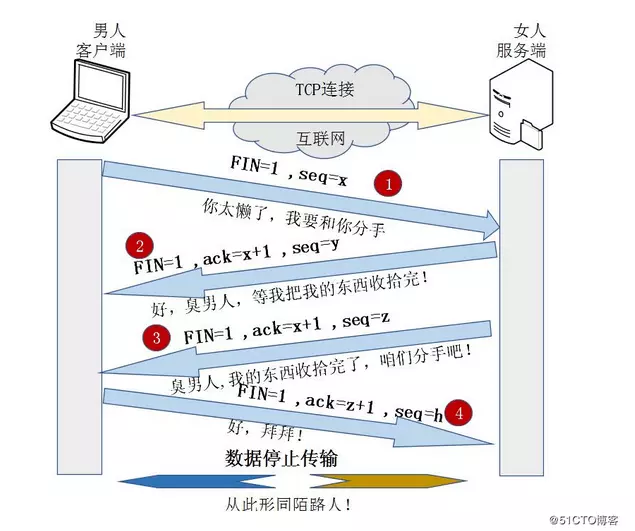 男人
客户端
女人
服务端
TCP连接
互联网
FIN=1 ,seq=x
1
你太懒了，我要和你分手
2
FIN=1 ,ack=x+1 ,seq=y
好，臭男人，等我把我的东西收拾完！
3
FIN=1 ,ack=x+1 ,seq=z
臭男人,我的东西收拾完了，咱们分手吧！
FIN=1 ,ack=z+1 ,seq=h
4
好，拜拜！
数据停止传输
从此形同陌路人！
@51CTO博客